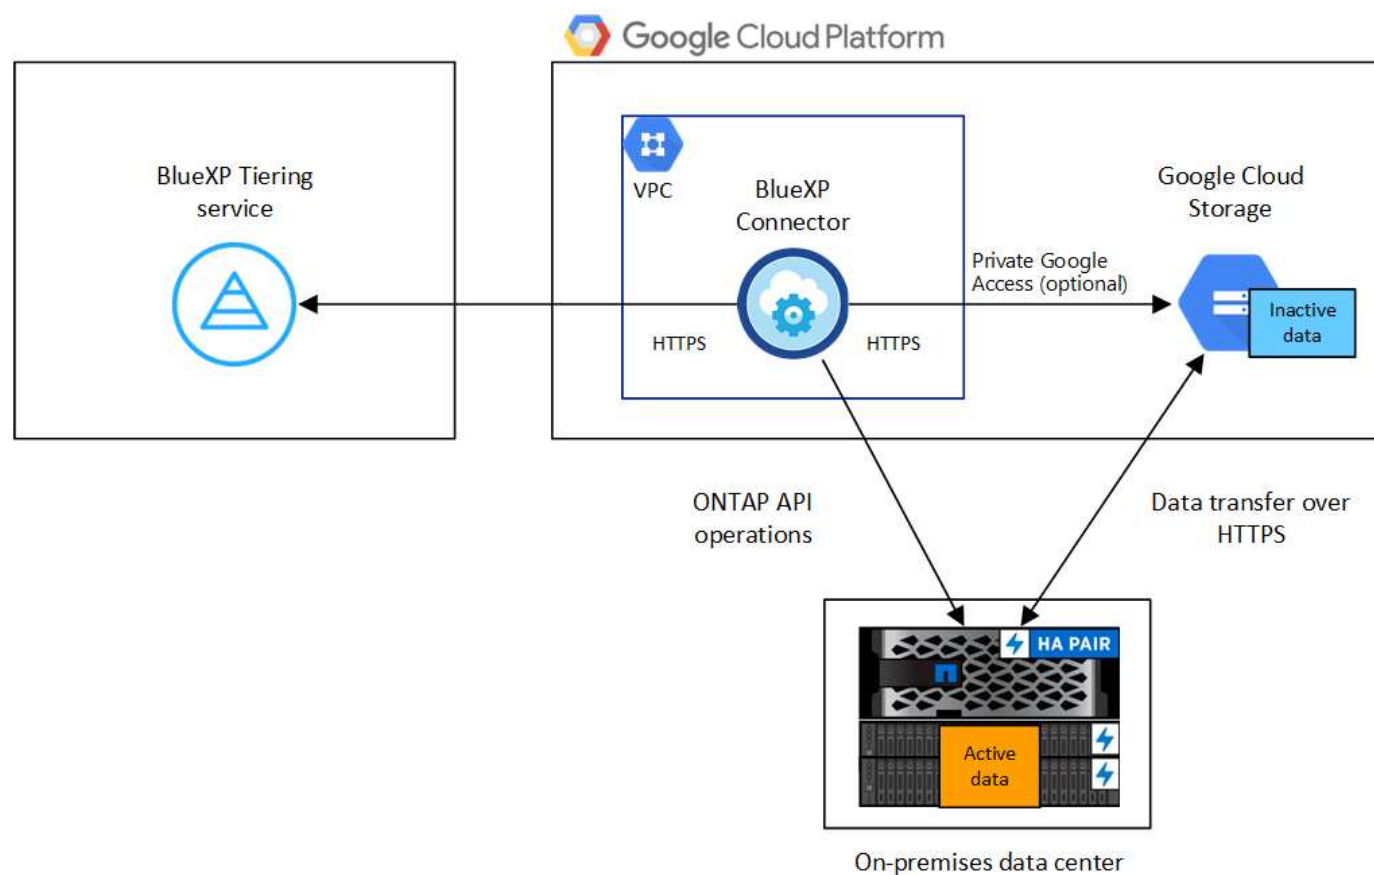 Google Cloud Platform
BlueXP Tiering
service
VPC
BlueXP
Connector
Google Cloud
Storage
Private Google
Access (optional)
HTTPS
HTTPS
Inactive
data
ONTAP API
operations
Data transfer over
HTTPS
HA PAIR
Active
data
On-premises data center